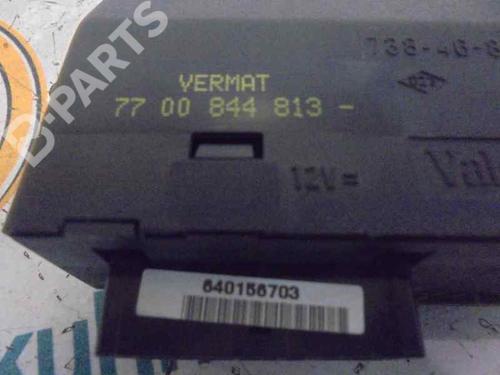 B-PARTS
VERMAT
77 00 844 813 -
12V=
640156703